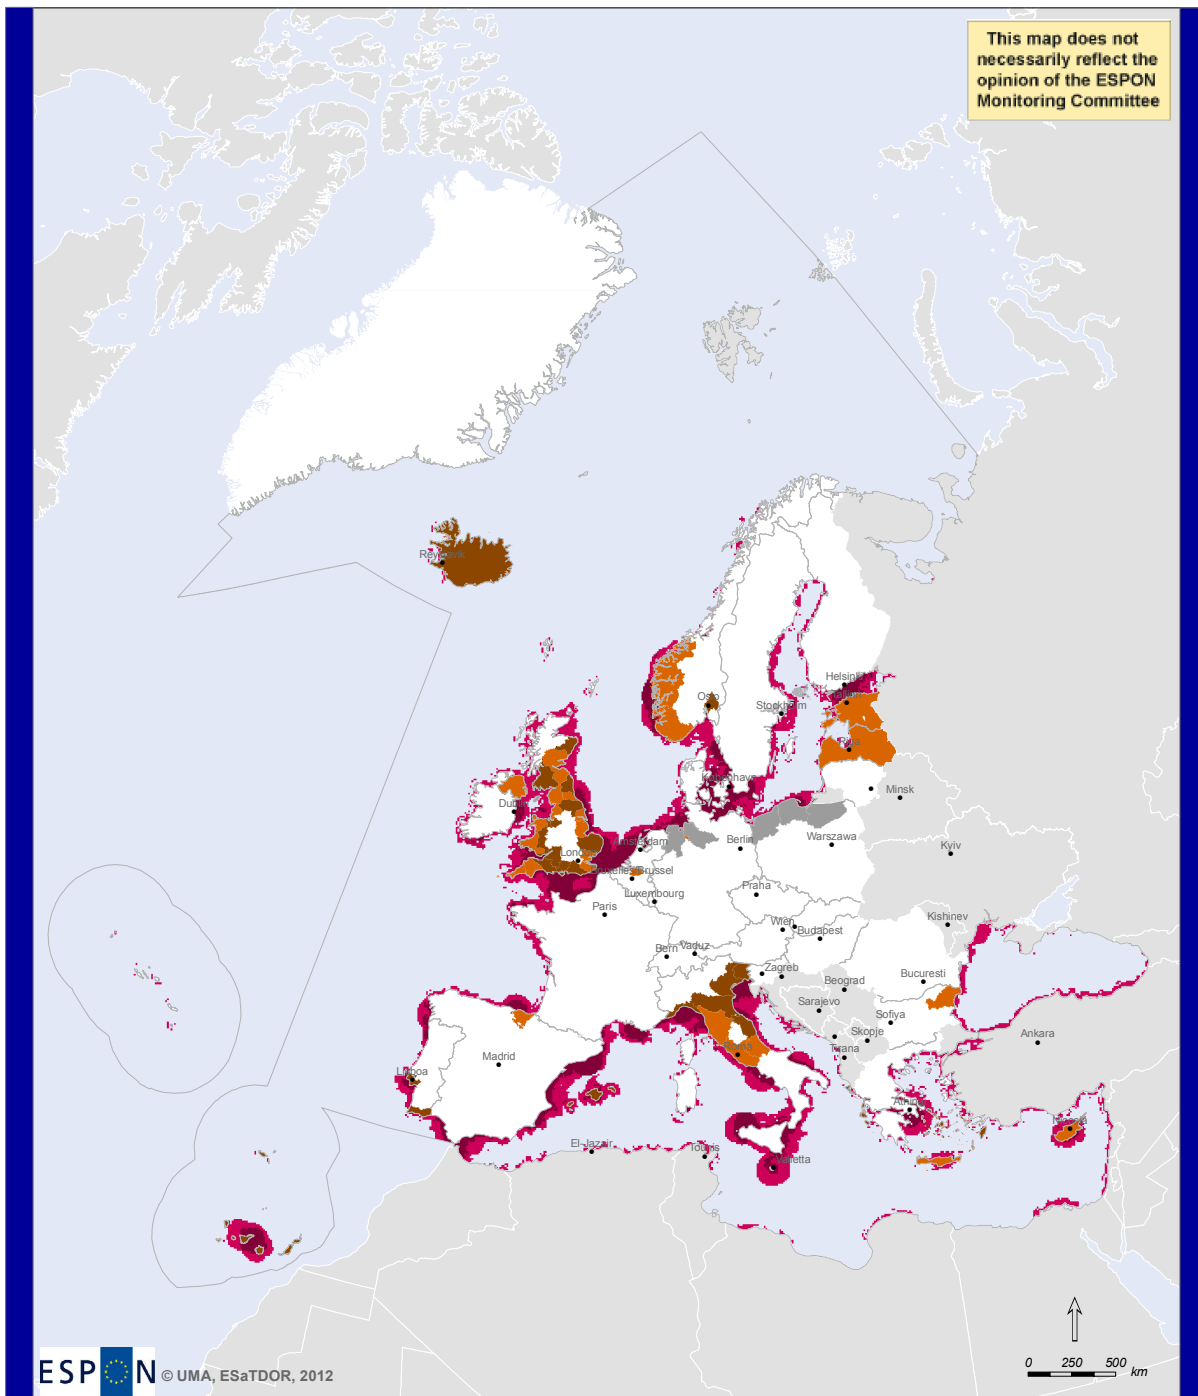 This map does not
necessarily reflect the
opinion of the ESPON
Monitoring Committee
Reykjavik
Helsinki
Tallinn
Oslo
Stockholm
Riga
København
Minsk
Dublin
Amsterdam
Berlin
Warszawa
London
Kyiv
Bruxelles/Brussel
Praha
Luxembourg
Paris
Kishinev
Wien
Budapest
Bern
Vaduz
Zagreb
Bucuresti
Beograd
Sarajevo
Sofiya
Skopje
Ankara
Roma
Tirana
Madrid
Lisboa
Athina
Nicosia
El-Jazair
Tounis
Valletta
0 250 500
km
ESPON © UMA, ESaTDOR, 2012